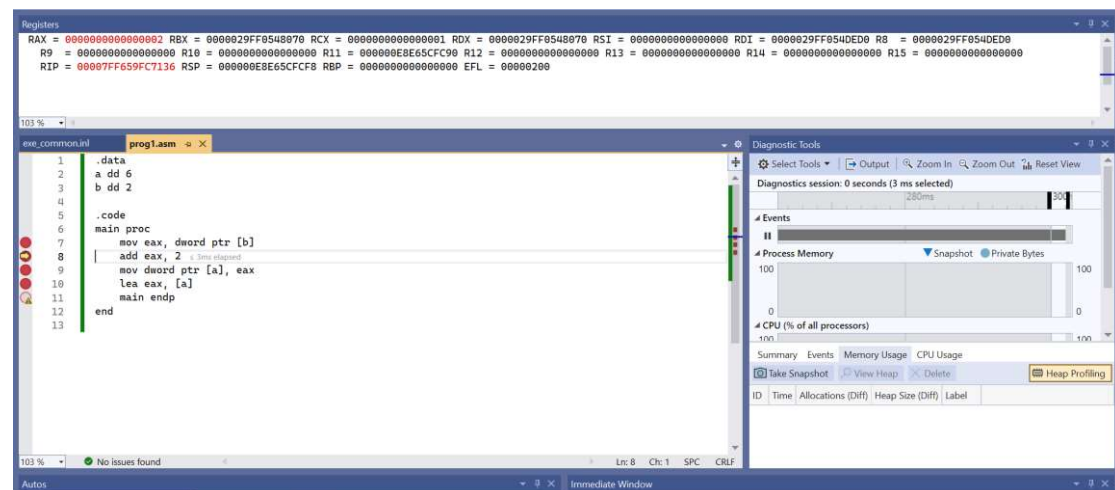 Registers
RAX = 0000000000000002 RBX = 0000029FF0548070 RCX = 0000000000000001 RDX = 0000029FF0548070 RSI = 0000000000000000 RDI = 0000029FF054DED0 R8  = 0000029FF054DED0
R9  = 0000000000000000 R10 = 0000000000000000 R11 = 000000E8E65CFC90 R12 = 0000000000000000 R13 = 0000000000000000 R14 = 0000000000000000 R15 = 0000000000000000
RIP = 00007FF659FC7136 RSP = 000000E8E65CFCF8 RBP = 0000000000000000 EFL = 00000200
103 %
exe_common.inl prog1.asm
1 .data
2 a dd 6
3 b dd 2
4
5 .code
6 main proc
7 mov eax, dword ptr [b]
8 add eax, 2 ≤ 3ms elapsed
9 mov dword ptr [a], eax
10 lea eax, [a]
11 main endp
12 end
13
103 % No issues found Ln: 8 Ch: 1 SPC CRLF
Diagnostic Tools
Select Tools Output Zoom In Zoom Out Reset View
Diagnostics session: 0 seconds (3 ms selected)
280ms 300
Events
Process Memory Snapshot Private Bytes
100 100
0 0
CPU (% of all processors)
100 100
Summary Events Memory Usage CPU Usage
Take Snapshot View Heap Delete Heap Profiling
ID Time Allocations (Diff) Heap Size (Diff) Label
Autos Immediate Window